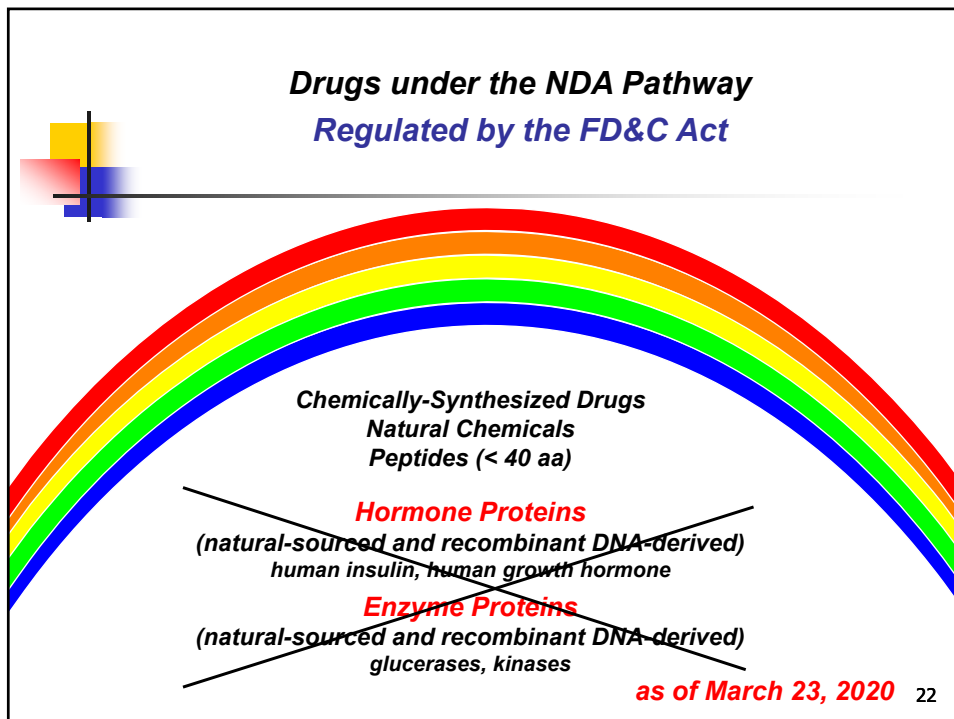 Drugs under the NDA Pathway
Regulated by the FD&C Act
Chemically-Synthesized Drugs
Natural Chemicals
Peptides (< 40 aa)
Hormone Proteins
(natural-sourced and recombinant DNA-derived)
human insulin, human growth hormone
Enzyme Proteins
(natural-sourced and recombinant DNA-derived)
glucerases, kinases
as of March 23, 2020 22